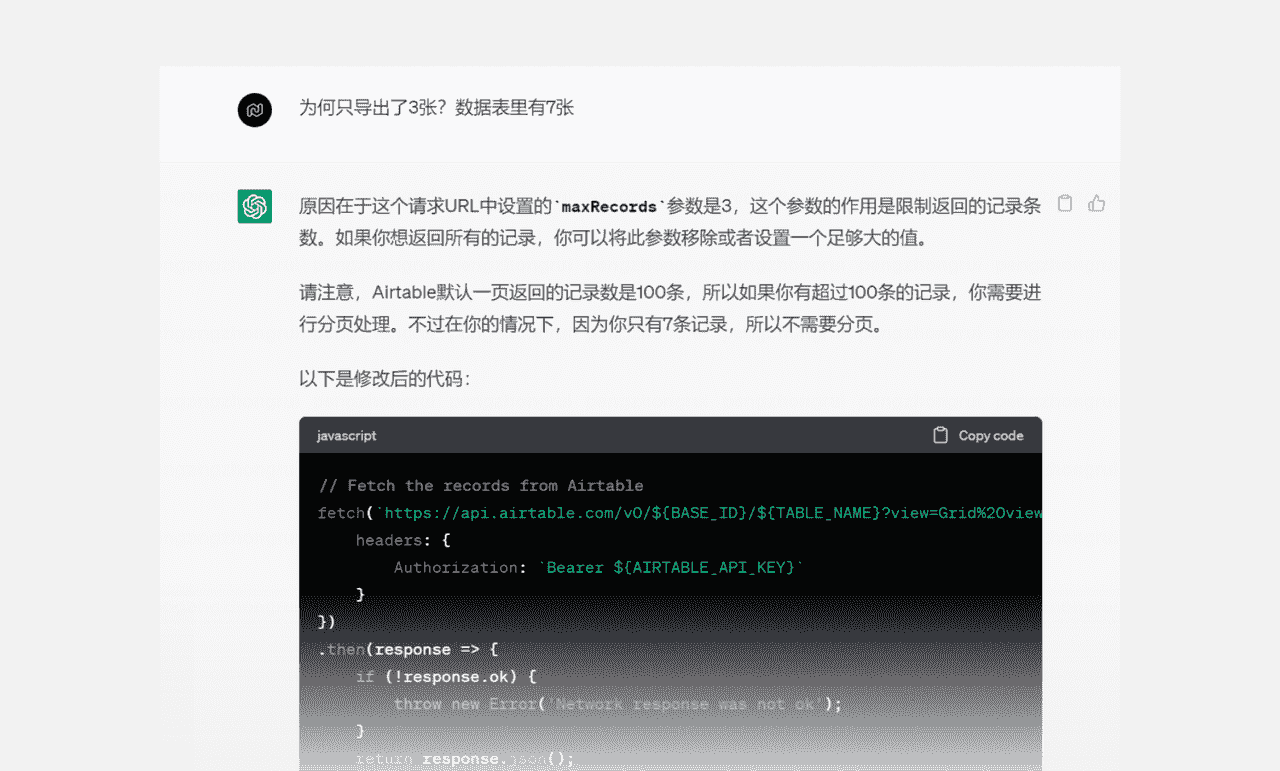 为何只导出了3张？数据表里有7张
原因在于这个请求URL中设置的`maxRecords`参数是3，这个参数的作用是限制返回的记录条
数。如果你想返回所有的记录，你可以将此参数移除或者设置一个足够大的值。
请注意，Airtable默认一页返回的记录数是100条，所以如果你有超过100条的记录，你需要进
行分页处理。不过在你的情况下，因为你只有7条记录，所以不需要分页。
以下是修改后的代码：
javascript Copy code
// Fetch the records from Airtable
fetch(`https://api.airtable.com/v0/${BASE_ID}/${TABLE_NAME}?view=Grid%20view
headers: {
Authorization: `Bearer ${AIRTABLE_API_KEY}`
}
})
.then(response => {
if (!response.ok) {
throw new Error('Network response was not ok');
}
return response.json();